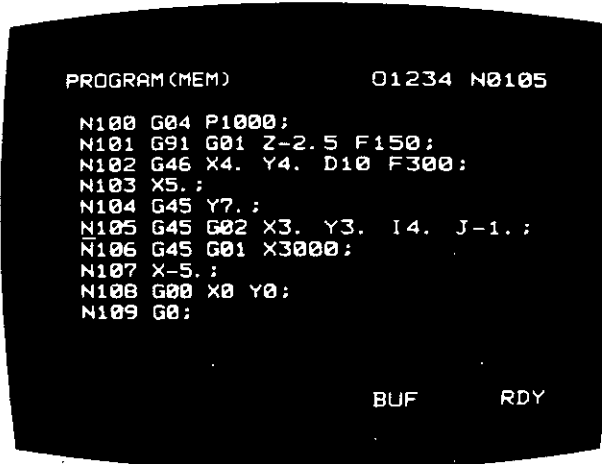 PROGRAM(MEM) O1234 N0105
N100 G04 P1000;
N101 G91 G01 Z-2.5 F150;
N102 G46 X4. Y4. D10 F300;
N103 X5.;
N104 G45 Y7.;
N105 G45 G02 X3. Y3. I4. J-1.;
N106 G45 G01 X3000;
N107 X-5.;
N108 G00 X0 Y0;
N109 G0;
BUF RDY